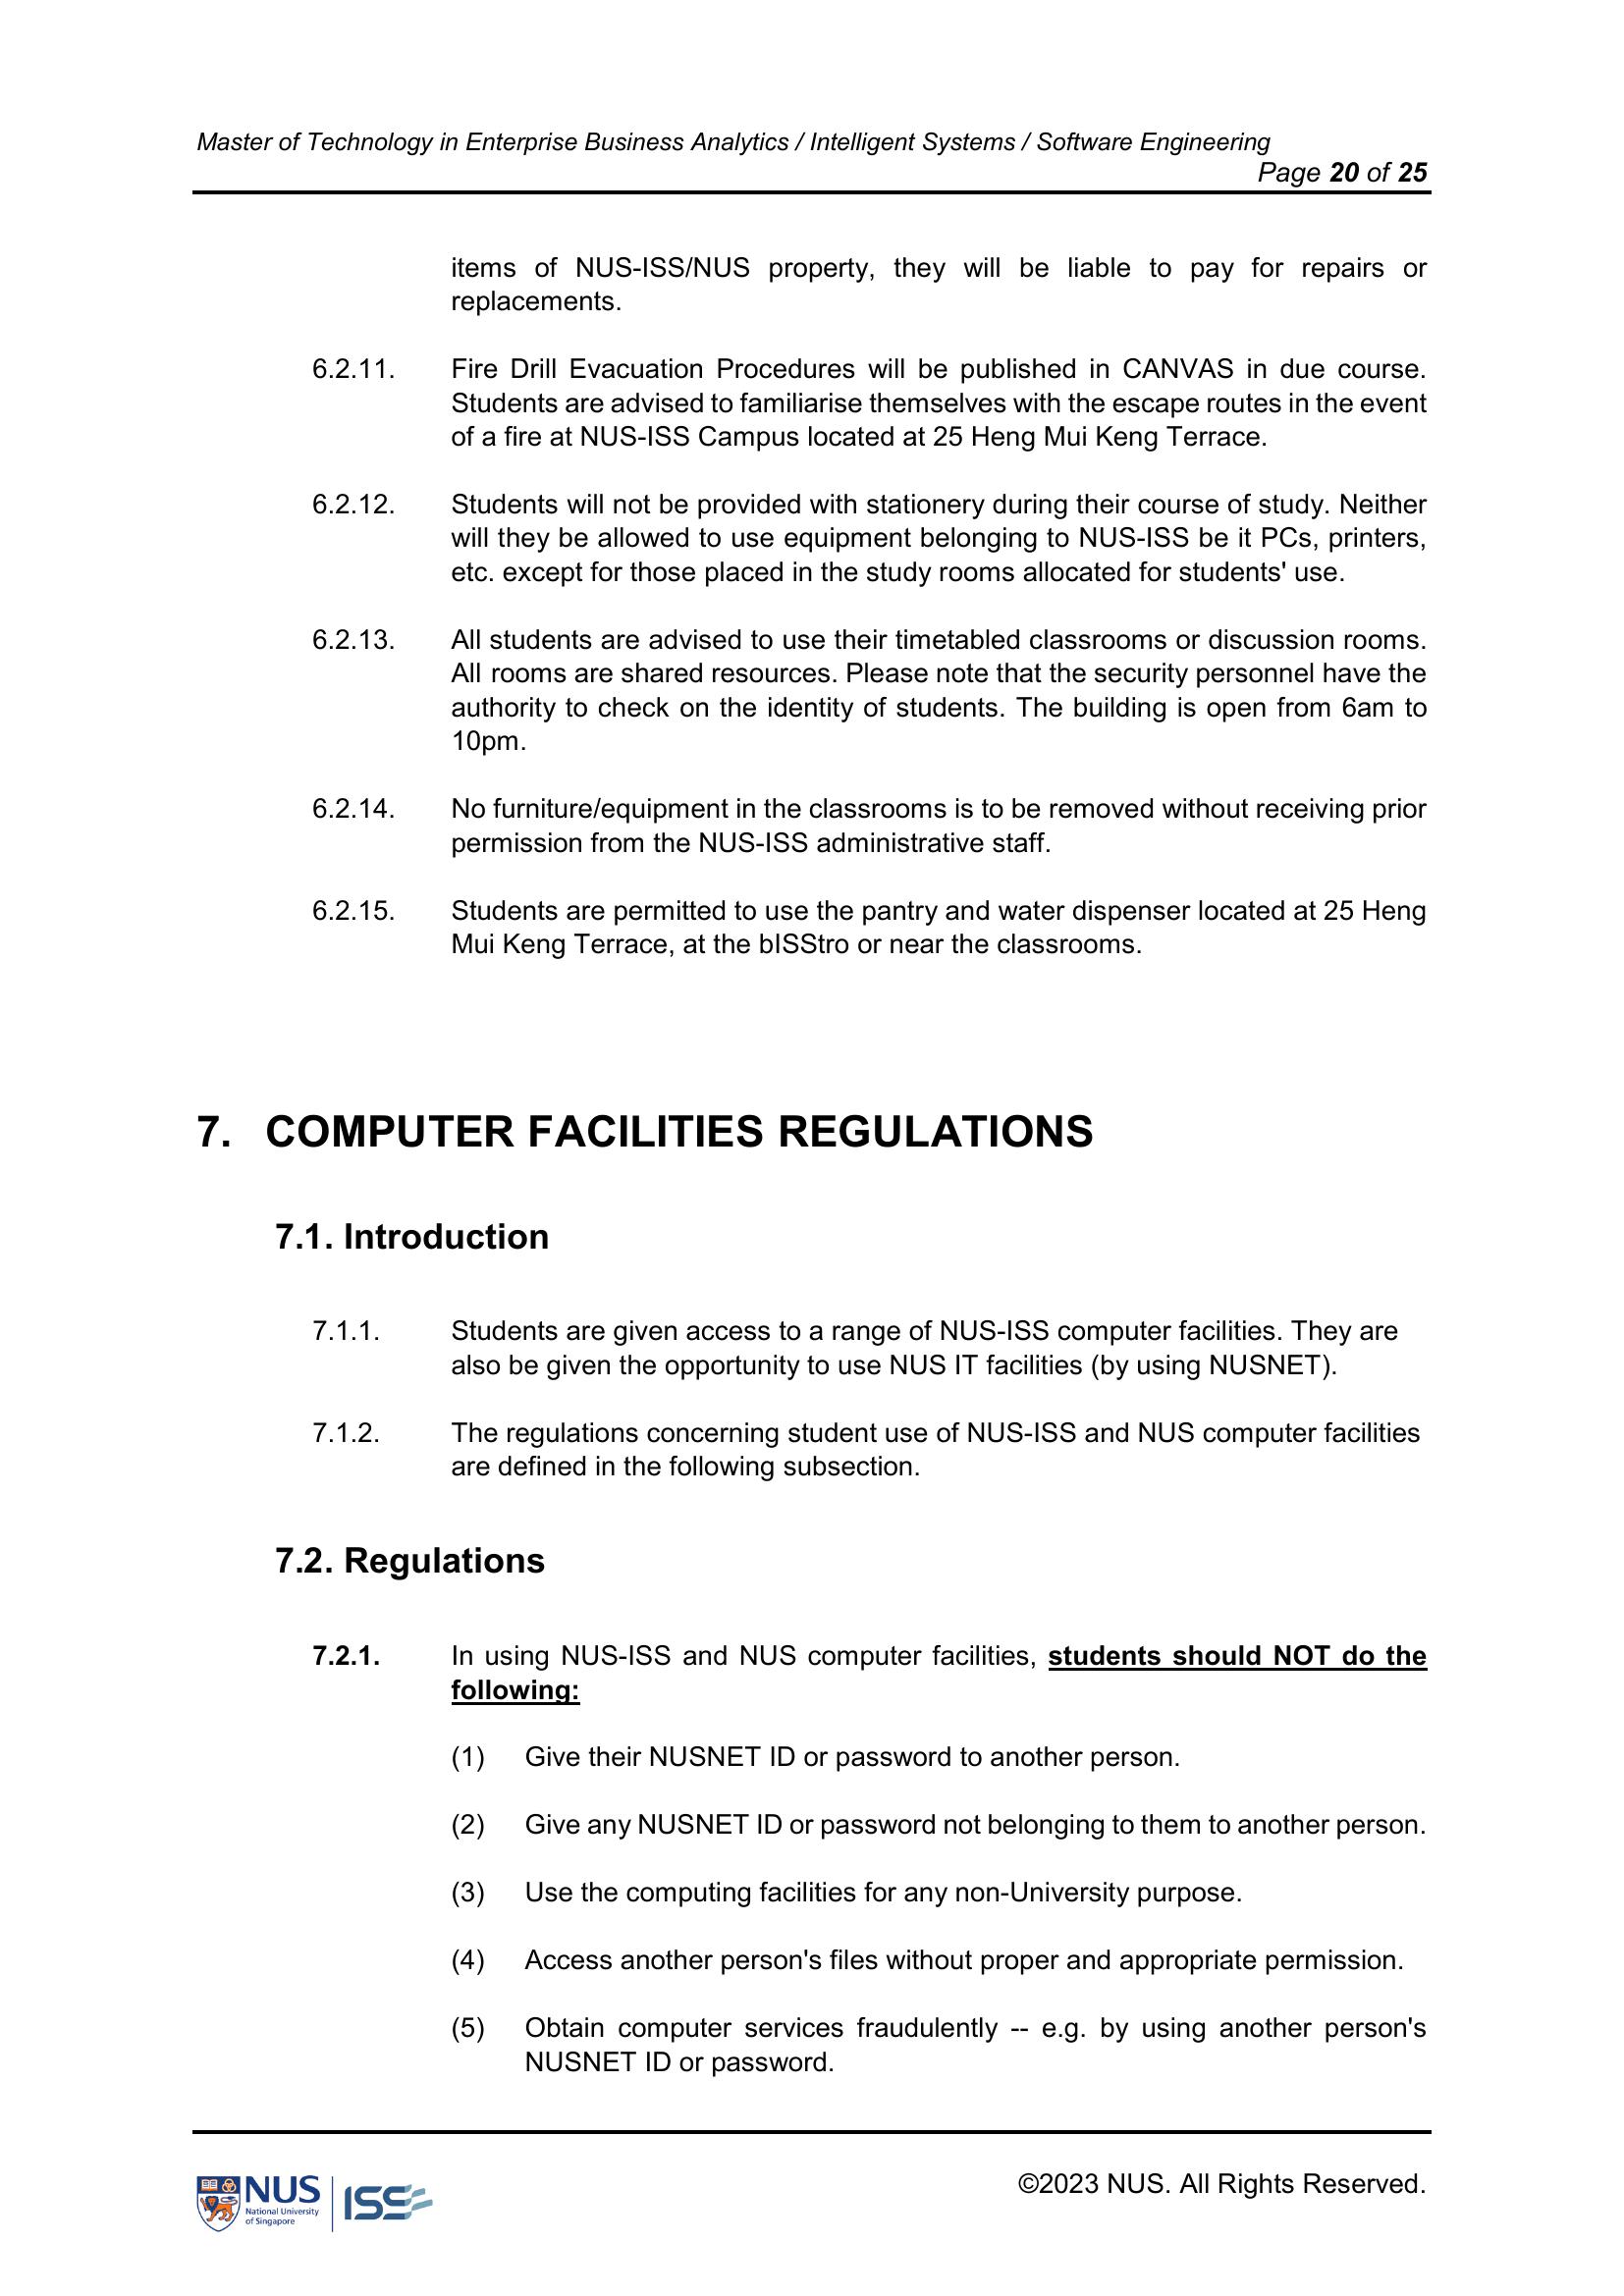 Master of Technology in Enterprise Business Analytics / Intelligent Systems / Software Engineering
Page 20 of 25
items of NUS-ISS/NUS property, they will be liable to pay for repairs or
replacements.
6.2.11. Fire Drill Evacuation Procedures will be published in CANVAS in due course.
Students are advised to familiarise themselves with the escape routes in the event
of a fire at NUS-ISS Campus located at 25 Heng Mui Keng Terrace.
6.2.12. Students will not be provided with stationery during their course of study. Neither
will they be allowed to use equipment belonging to NUS-ISS be it PCs, printers,
etc. except for those placed in the study rooms allocated for students' use.
6.2.13. All students are advised to use their timetabled classrooms or discussion rooms.
All rooms are shared resources. Please note that the security personnel have the
authority to check on the identity of students. The building is open from 6am to
10pm.
6.2.14. No furniture/equipment in the classrooms is to be removed without receiving prior
permission from the NUS-ISS administrative staff.
6.2.15. Students are permitted to use the pantry and water dispenser located at 25 Heng
Mui Keng Terrace, at the bISStro or near the classrooms.
7. COMPUTER FACILITIES REGULATIONS
7.1. Introduction
7.1.1. Students are given access to a range of NUS-ISS computer facilities. They are
also be given the opportunity to use NUS IT facilities (by using NUSNET).
7.1.2. The regulations concerning student use of NUS-ISS and NUS computer facilities
are defined in the following subsection.
7.2. Regulations
7.2.1. In using NUS-ISS and NUS computer facilities, students should NOT do the
following:
(1) Give their NUSNET ID or password to another person.
(2) Give any NUSNET ID or password not belonging to them to another person.
(3) Use the computing facilities for any non-University purpose.
(4) Access another person's files without proper and appropriate permission.
(5) Obtain computer services fraudulently -- e.g. by using another person's
NUSNET ID or password.
©2023 NUS. All Rights Reserved.
NUS
National University
of Singapore
ISS